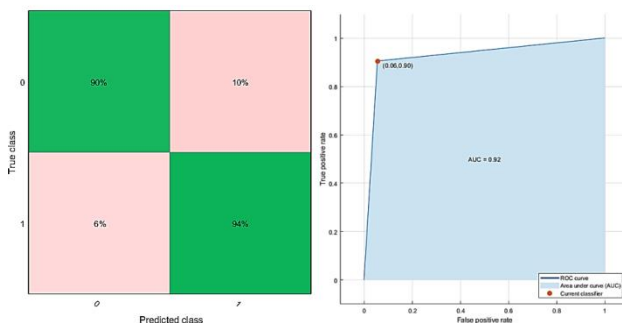 0
90%
10%
True class
1
6%
94%
0
1
Predicted class
1
0.8
0.6
0.4
0.2
0
True positive rate
(0.06,0.90)
AUC = 0.92
ROC curve
Area under curve (AUC)
Current classifier
0
0.2
0.4
0.6
0.8
1
False positive rate